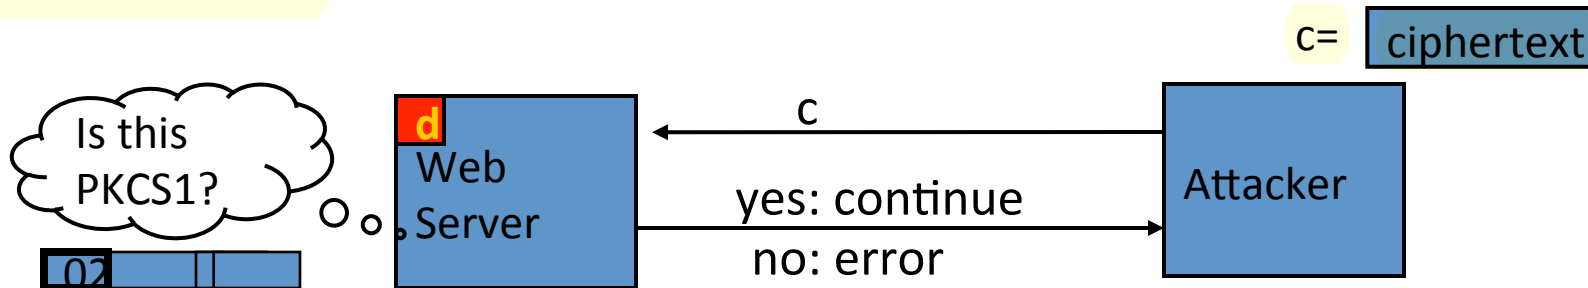 c= ciphertext
Is this
PKCS1?
d
Web
Server
c
yes: continue
no: error
Attacker
02